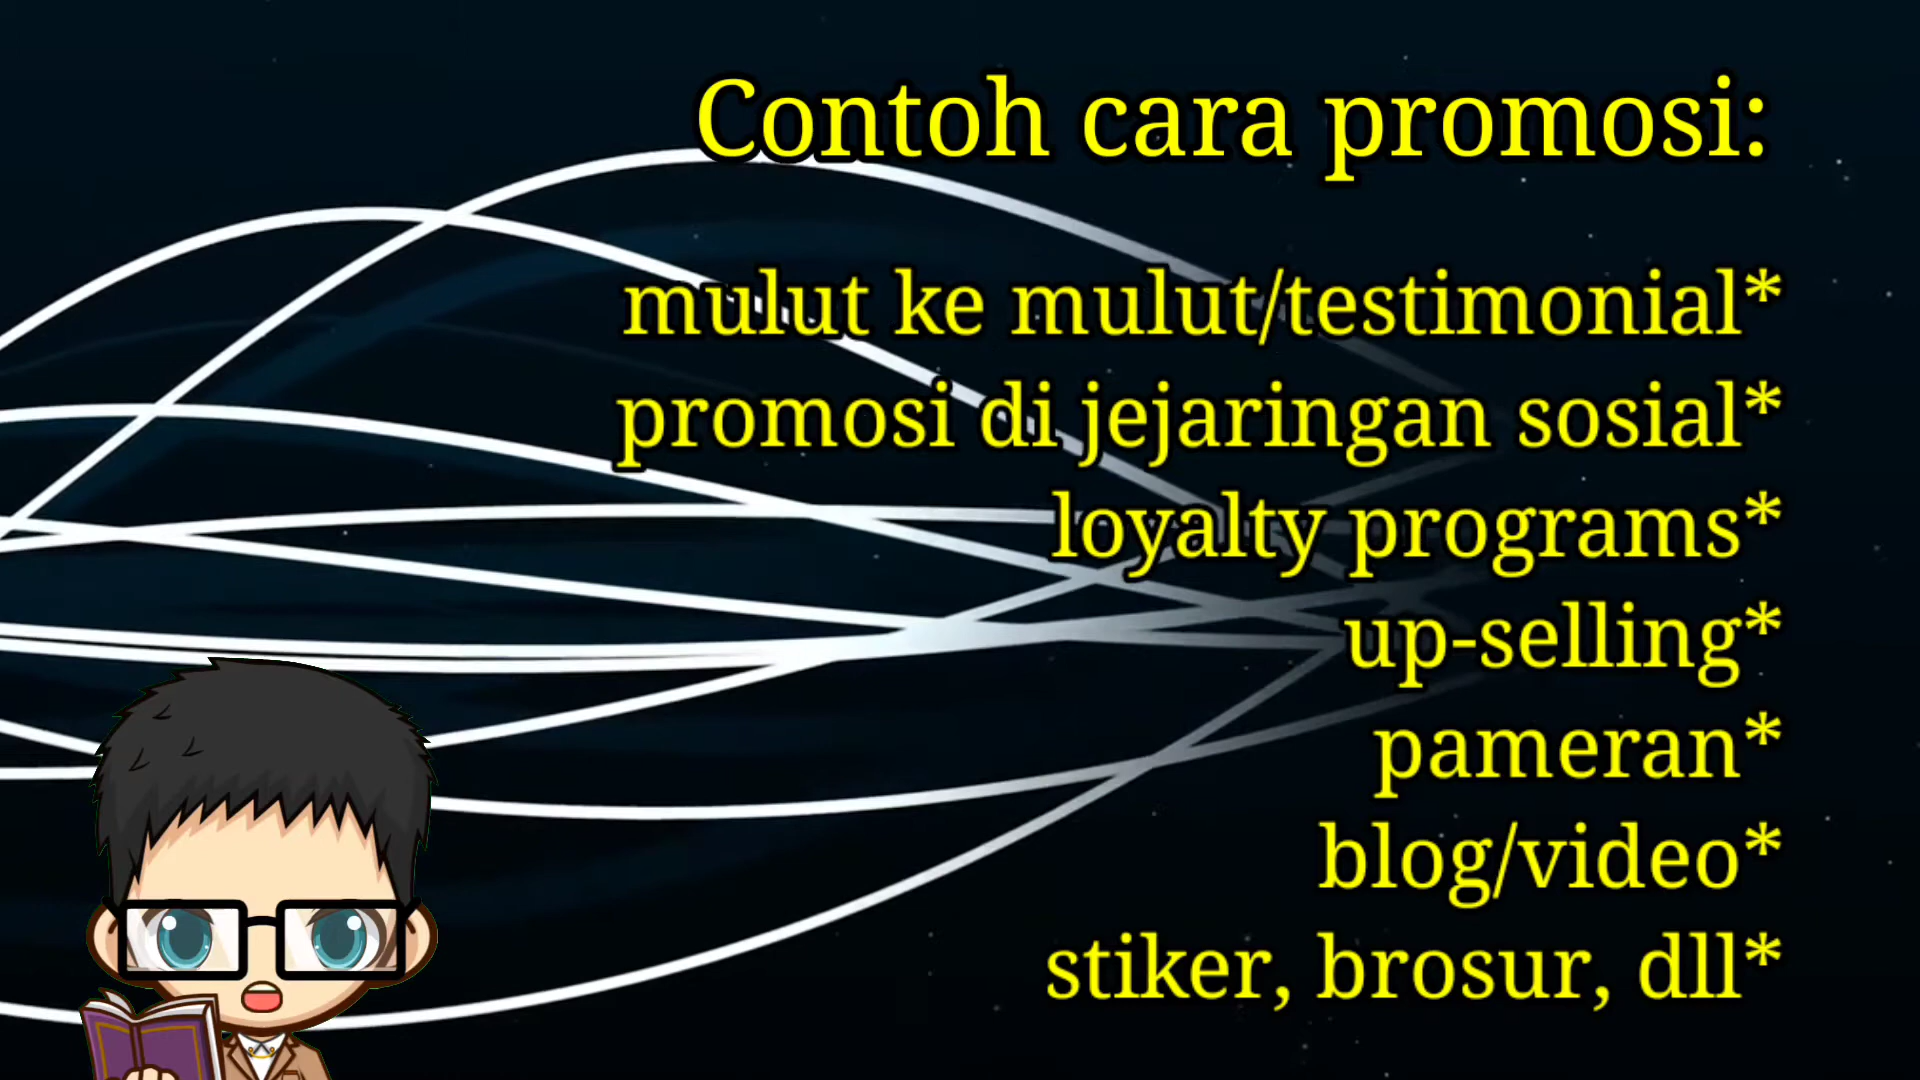 Contoh cara promosi:
mulut ke mulut/testimonial*
promosi di jejaringan sosial*
loyalty programs*
up-selling*
pameran*
blog/video*
stiker, brosur, dll*